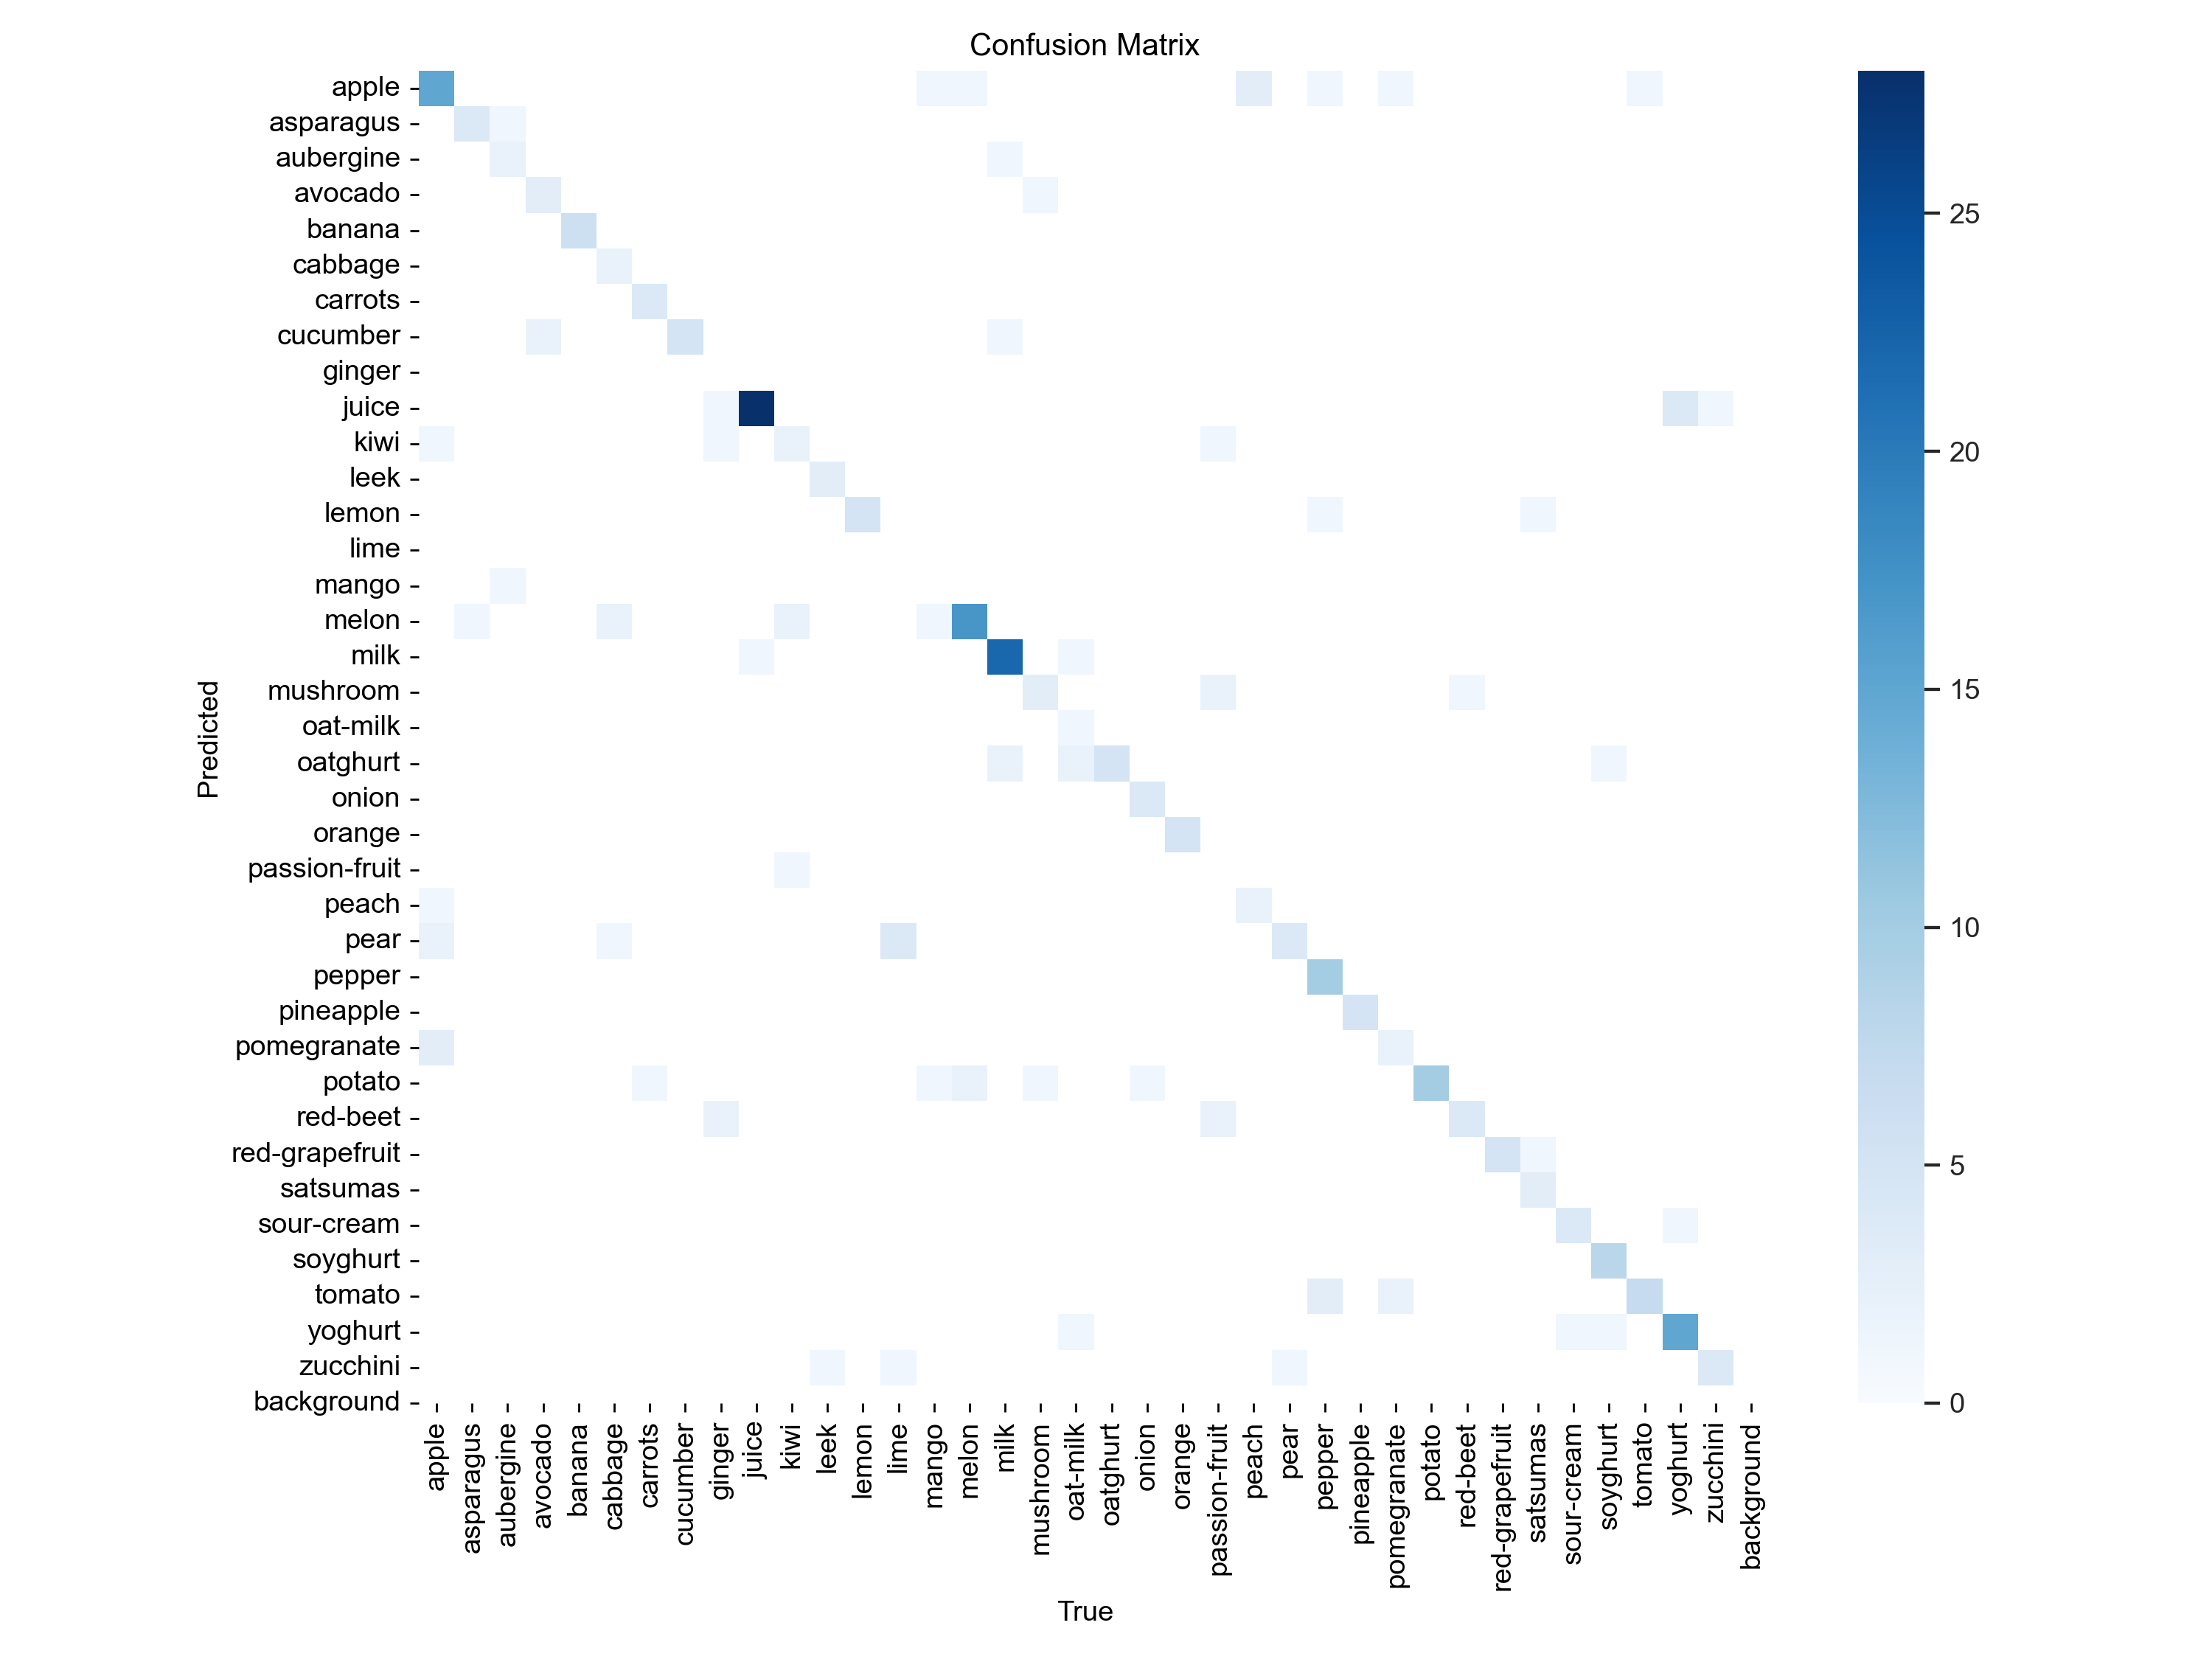 Confusion Matrix
Predicted
apple
asparagus
aubergine
avocado
banana
cabbage
carrots
cucumber
ginger
juice
kiwi
leek
lemon
lime
mango
melon
milk
mushroom
oat-milk
oatghurt
onion
orange
passion-fruit
peach
pear
pepper
pineapple
pomegranate
potato
red-beet
red-grapefruit
satsumas
sour-cream
soyghurt
tomato
yoghurt
zucchini
background
apple
asparagus
aubergine
avocado
banana
cabbage
carrots
cucumber
ginger
juice
kiwi
leek
lemon
lime
mango
melon
milk
mushroom
oat-milk
oatghurt
onion
orange
passion-fruit
peach
pear
pepper
pineapple
pomegranate
potato
red-beet
red-grapefruit
satsumas
sour-cream
soyghurt
tomato
yoghurt
zucchini
background
True
25
20
15
10
5
0